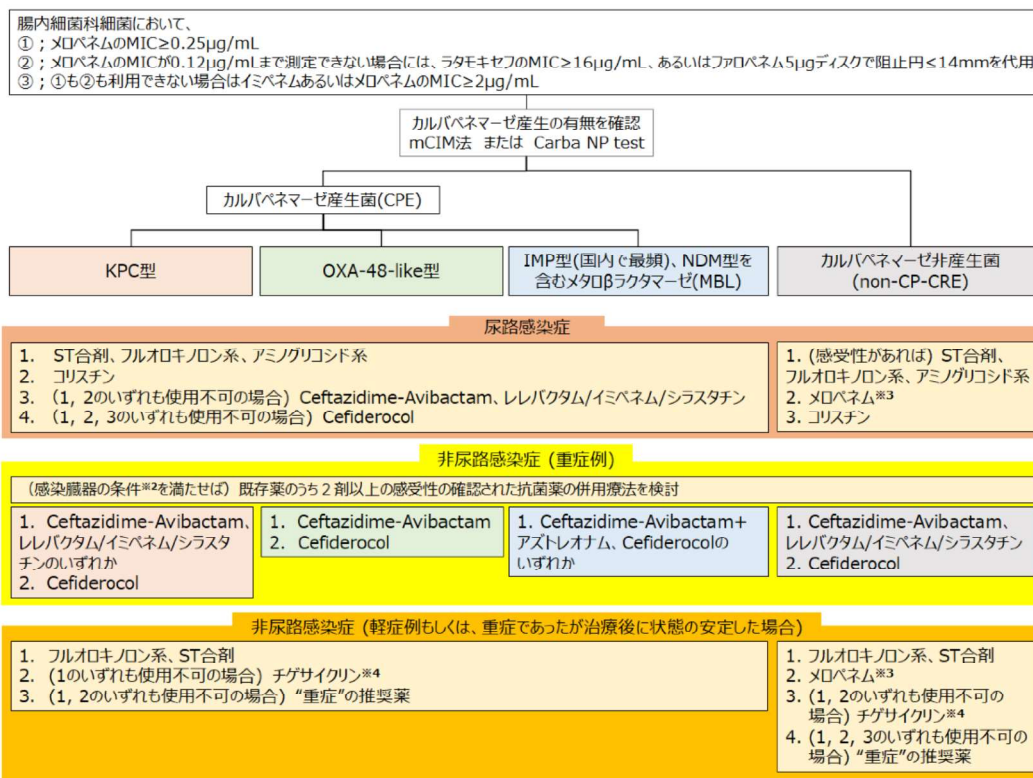 腸内細菌科細菌において、
①；メロペネムのMIC≥0.25μg/mL
②；メロペネムのMICが0.12μg/mLまで測定できない場合には、ラタモキセフのMIC≥16μg/mL、あるいはファロペネム5μgディスクで阻止円<14mmを代用
③；①も②も利用できない場合はイミペネムあるいはメロペネムのMIC≥2μg/mL
カルバペネマーゼ産生の有無を確認
mCIM法 または Carba NP test
カルバペネマーゼ産生菌(CPE)
KPC型
OXA-48-like型
IMP型(国内で最頻)、NDM型を
含むメタロβラクタマーゼ(MBL)
カルバペネマーゼ非産生菌
(non-CP-CRE)
尿路感染症
1. ST合剤、フルオロキノロン系、アミノグリコシド系
2. コリスチン
3. (1, 2のいずれも使用不可の場合) Ceftazidime-Avibactam、レレバクタム/イミペネム/シラスタチン
4. (1, 2, 3のいずれも使用不可の場合) Cefiderocol
1. (感受性があれば) ST合剤、
フルオロキノロン系、アミノグリコシド系
2. メロペネム※3
3. コリスチン
非尿路感染症 (重症例)
(感染臓器の条件※2を満たせば) 既存薬のうち２剤以上の感受性の確認された抗菌薬の併用療法を検討
1. Ceftazidime-Avibactam、
レレバクタム/イミペネム/シラスタ
チンのいずれか
2. Cefiderocol
1. Ceftazidime-Avibactam
2. Cefiderocol
1. Ceftazidime-Avibactam+
アズトレオナム、Cefiderocolの
いずれか
1. Ceftazidime-Avibactam、
レレバクタム/イミペネム/シラスタチン
2. Cefiderocol
非尿路感染症 (軽症例もしくは、重症であったが治療後に状態の安定した場合)
1. フルオロキノロン系、ST合剤
2. (1のいずれも使用不可の場合) チゲサイクリン※4
3. (1, 2のいずれも使用不可の場合) “重症”の推奨薬
1. フルオロキノロン系、ST合剤
2. メロペネム※3
3. (1, 2のいずれも使用不可の
場合) チゲサイクリン※4
4. (1, 2, 3のいずれも使用不可の
場合) “重症”の推奨薬